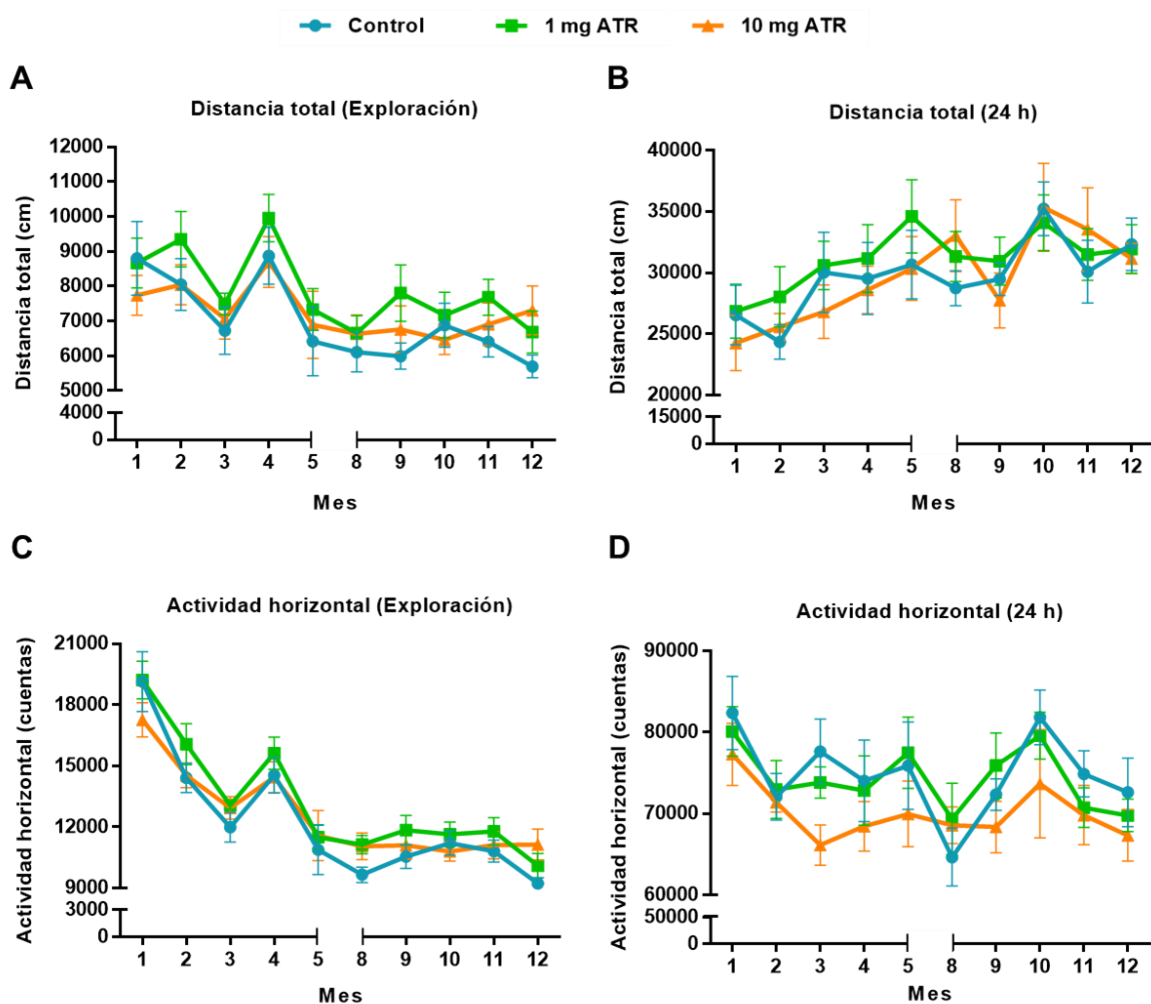 Control 1 mg ATR 10 mg ATR
A
Distancia total (Exploración)
Distancia total (cm)
12000
11000
10000
9000
8000
7000
6000
5000
4000
0
1 2 3 4 5 8 9 10 11 12
Mes
B
Distancia total (24 h)
Distancia total (cm)
40000
35000
30000
25000
20000
15000
0
1 2 3 4 5 8 9 10 11 12
Mes
C
Actividad horizontal (Exploración)
Actividad horizontal (cuentas)
21000
18000
15000
12000
9000
3000
0
1 2 3 4 5 8 9 10 11 12
Mes
D
Actividad horizontal (24 h)
Actividad horizontal (cuentas)
90000
80000
70000
60000
50000
0
1 2 3 4 5 8 9 10 11 12
Mes